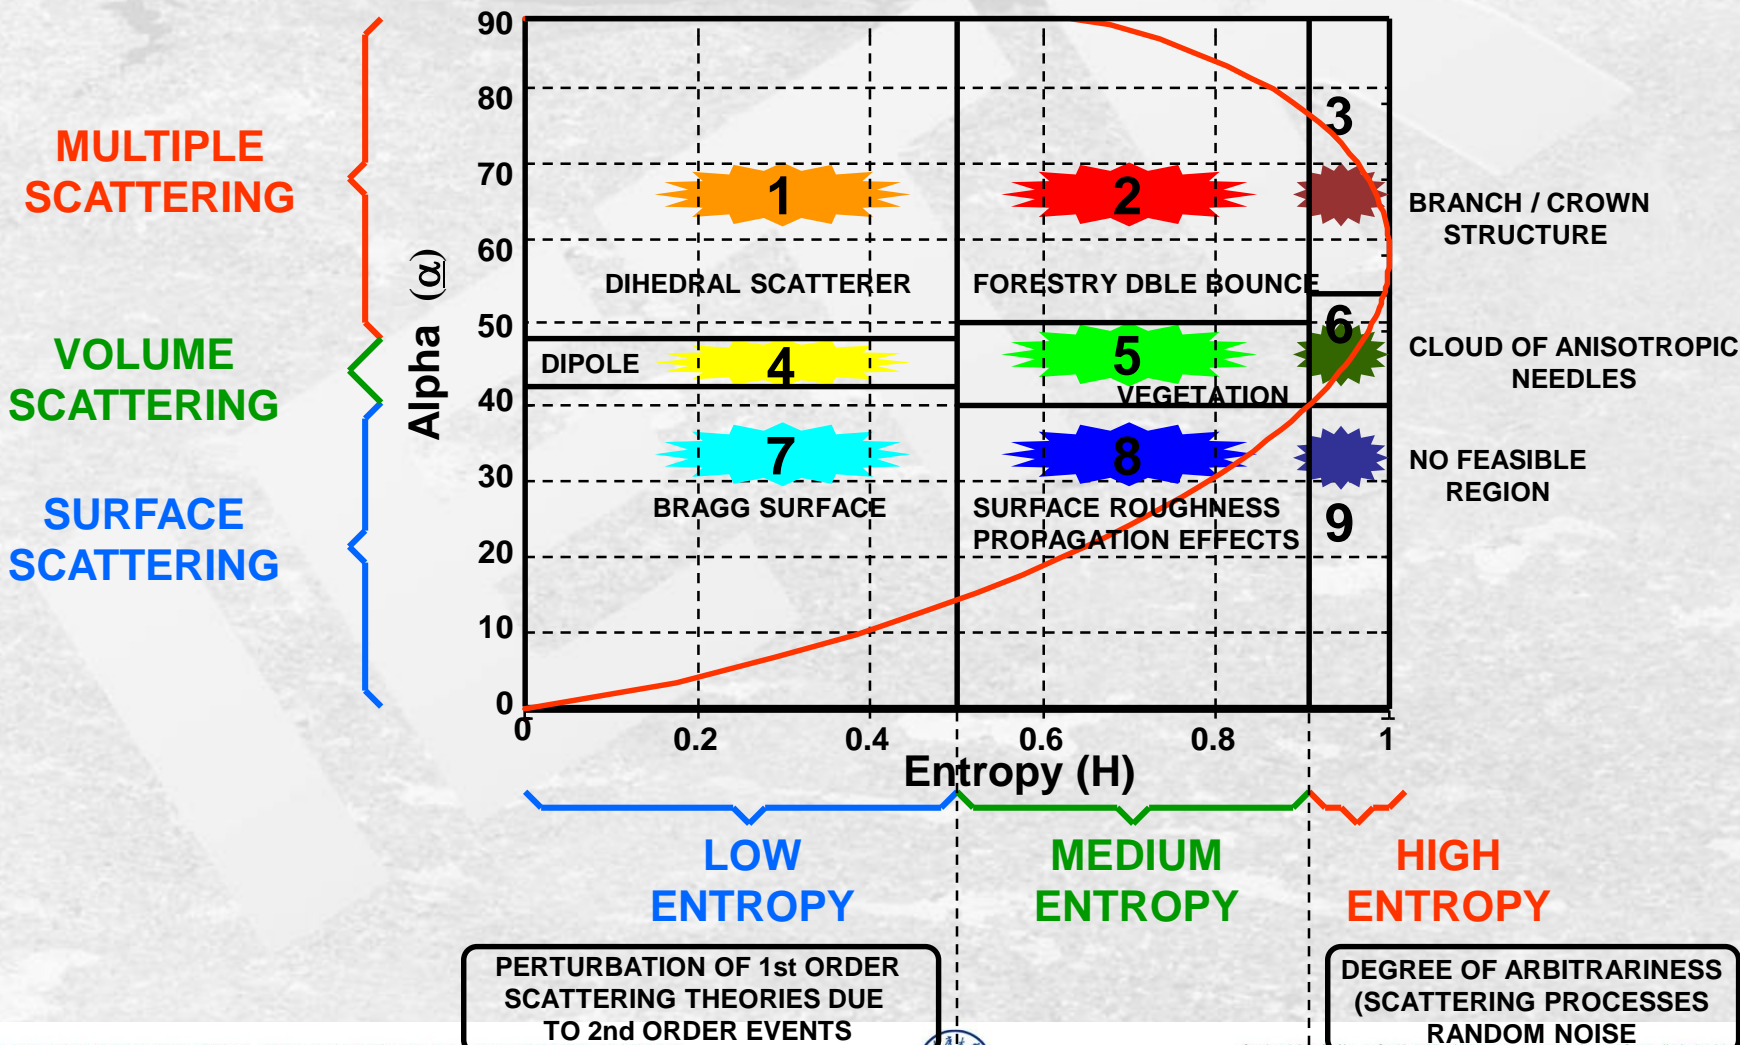 MULTIPLE
SCATTERING
VOLUME
SCATTERING
SURFACE
SCATTERING
Alpha (α)
90
80
70
60
50
40
30
20
10
0
0
0.2
0.4
0.6
0.8
1
Entropy (H)
1
DIHEDRAL SCATTERER
2
FORESTRY DBLE BOUNCE
3
BRANCH / CROWN
STRUCTURE
DIPOLE
4
5
VEGETATION
6
CLOUD OF ANISOTROPIC
NEEDLES
7
BRAGG SURFACE
8
SURFACE ROUGHNESS
PROPAGATION EFFECTS
9
NO FEASIBLE
REGION
LOW
ENTROPY
MEDIUM
ENTROPY
HIGH
ENTROPY
PERTURBATION OF 1st ORDER
SCATTERING THEORIES DUE
TO 2nd ORDER EVENTS
DEGREE OF ARBITRARINESS
(SCATTERING PROCESSES
RANDOM NOISE